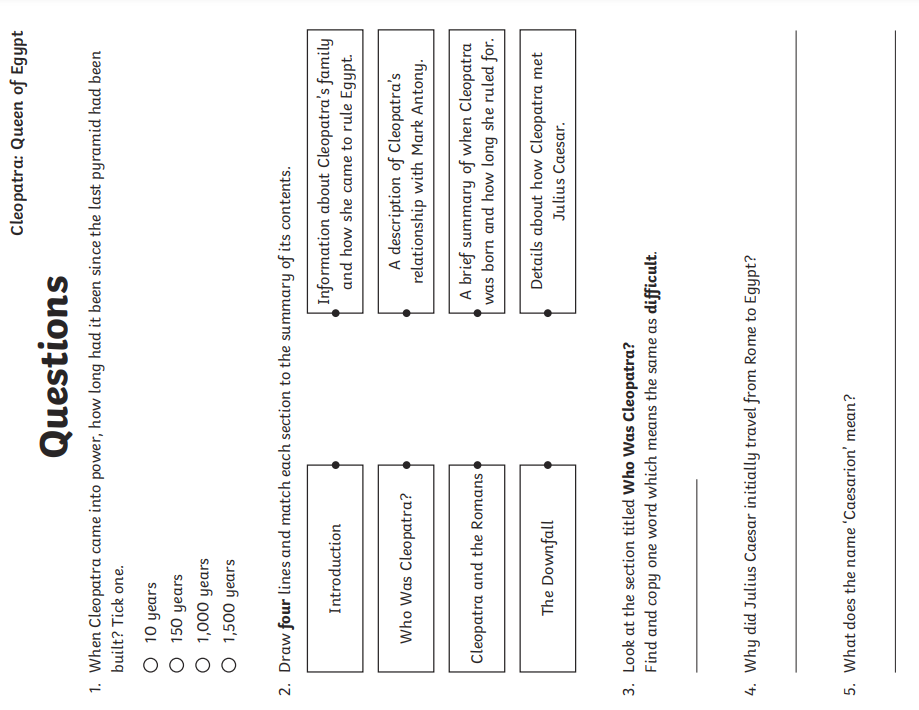 Cleopatra: Queen of Egypt
Questions
1. When Cleopatra came into power, how long had it been since the last pyramid had been
built? Tick one.
10 years
150 years
1,000 years
1,500 years
2. Draw four lines and match each section to the summary of its contents.
Introduction
Information about Cleopatra's family
and how she came to rule Egypt.
Who Was Cleopatra?
A description of Cleopatra's
relationship with Mark Antony.
Cleopatra and the Romans
A brief summary of when Cleopatra
was born and how long she ruled for.
The Downfall
Details about how Cleopatra met
Julius Caesar.
3. Look at the section titled Who Was Cleopatra?
Find and copy one word which means the same as difficult.
4. Why did Julius Caesar initially travel from Rome to Egypt?
5. What does the name ‘Caesarion’ mean?